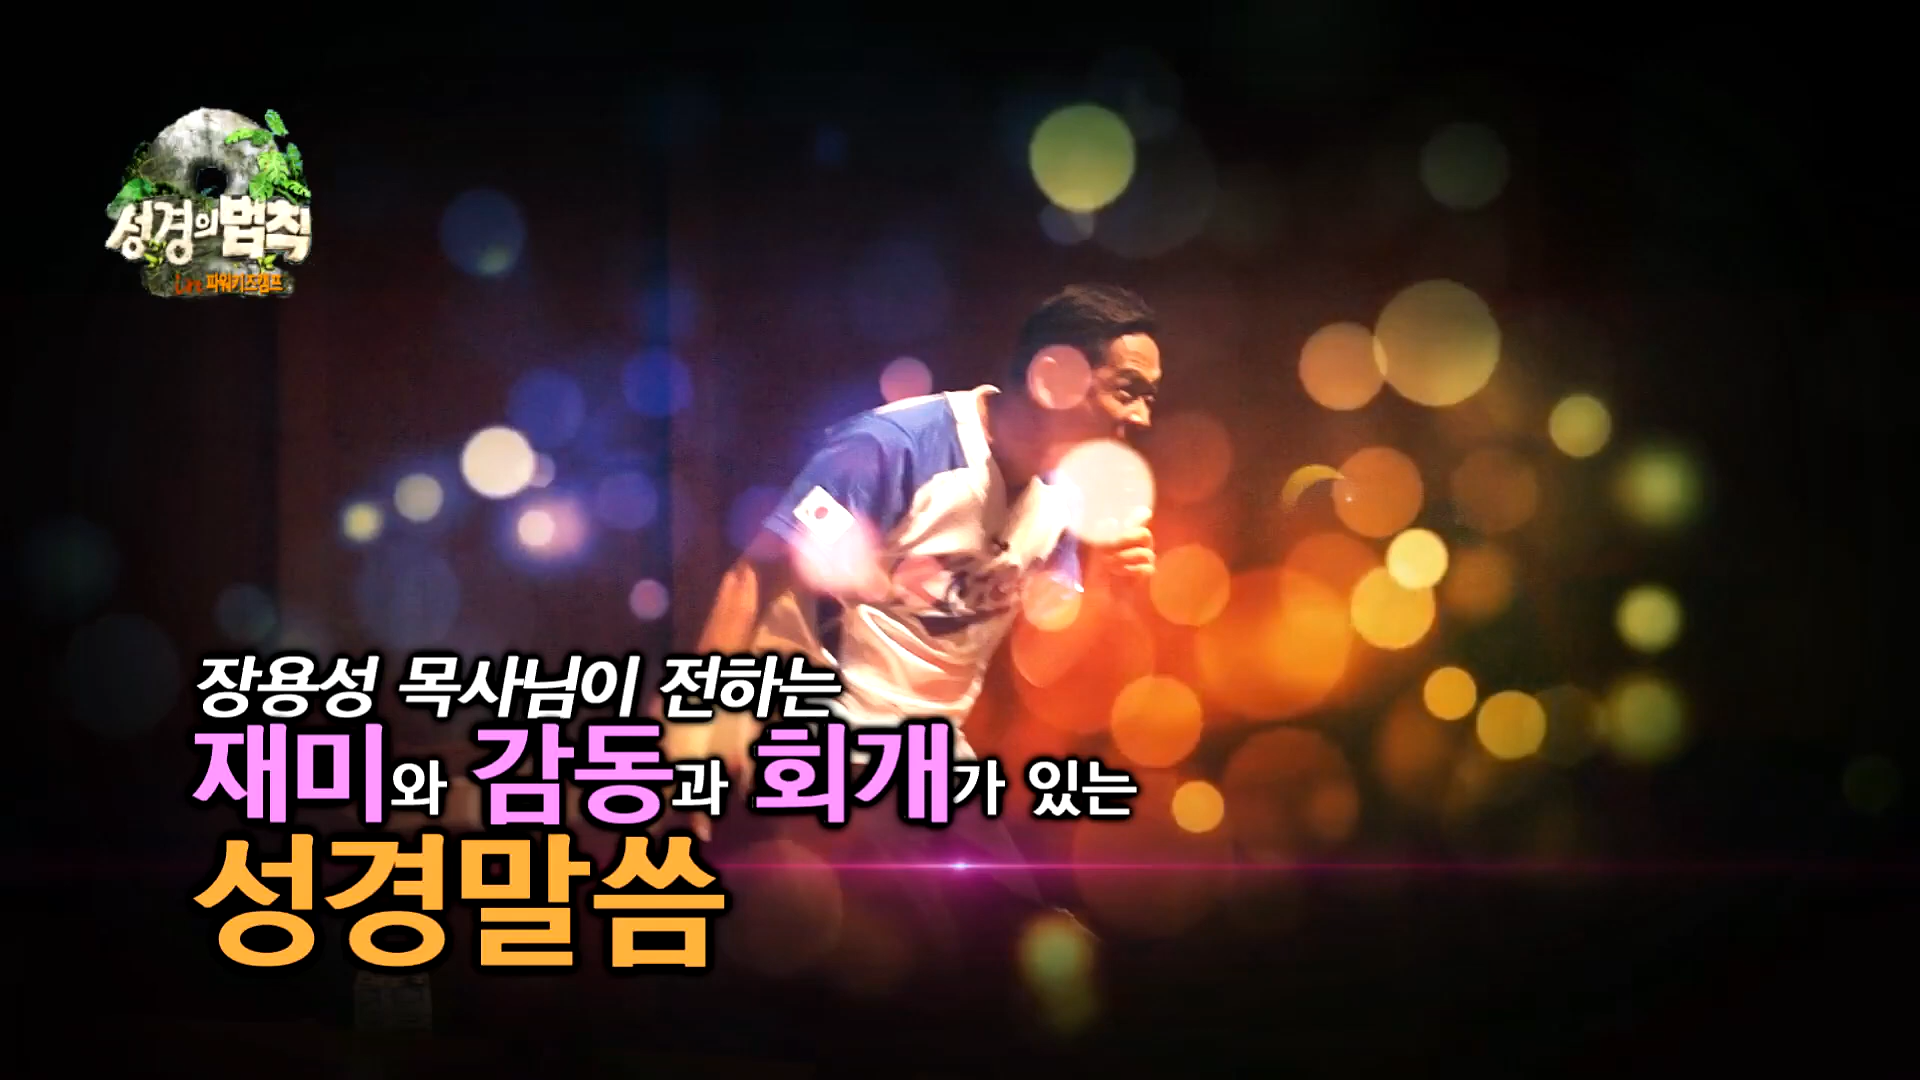 성경의 법칙
in 파워키즈캠프
장용성 목사님이 전하는
재미와 감동과 회개가 있는
성경말씀